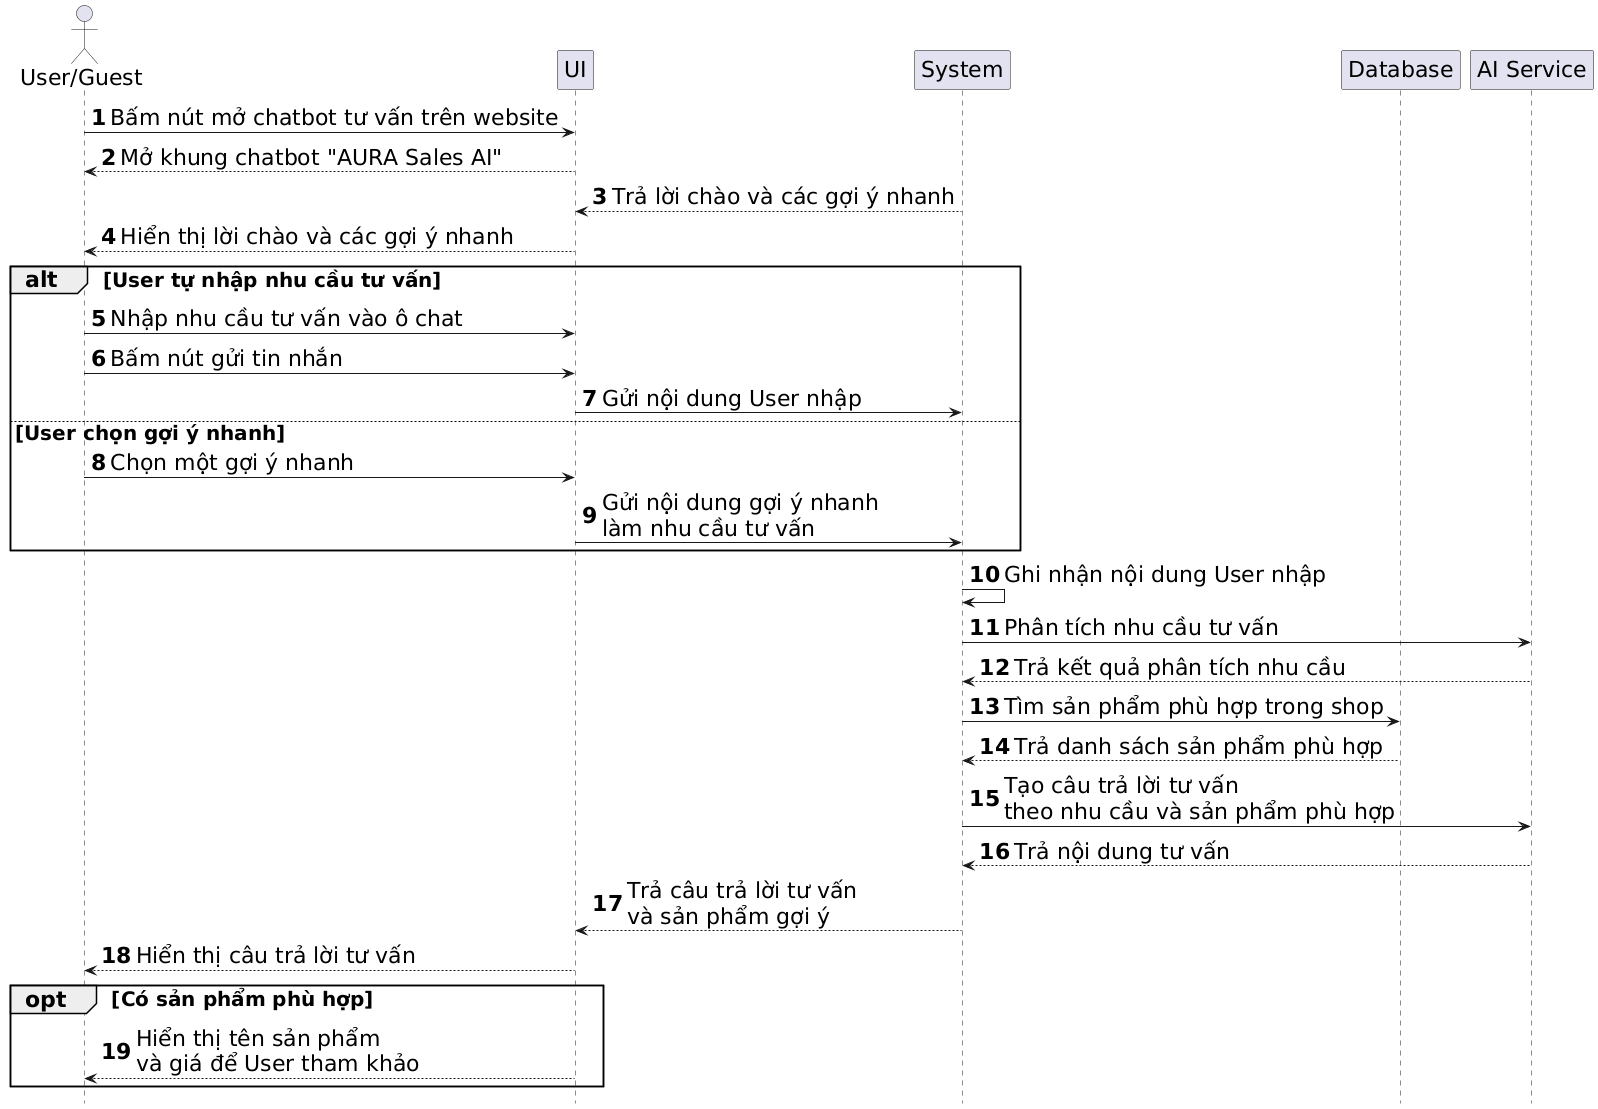 User/Guest
UI
System
Database
AI Service
1 Bấm nút mở chatbot tư vấn trên website
2 Mở khung chatbot "AURA Sales AI"
3 Trả lời chào và các gợi ý nhanh
4 Hiển thị lời chào và các gợi ý nhanh
alt [User tự nhập nhu cầu tư vấn]
5 Nhập nhu cầu tư vấn vào ô chat
6 Bấm nút gửi tin nhắn
7 Gửi nội dung User nhập
[User chọn gợi ý nhanh]
8 Chọn một gợi ý nhanh
9 Gửi nội dung gợi ý nhanh
làm nhu cầu tư vấn
10 Ghi nhận nội dung User nhập
11 Phân tích nhu cầu tư vấn
12 Trả kết quả phân tích nhu cầu
13 Tìm sản phẩm phù hợp trong shop
14 Trả danh sách sản phẩm phù hợp
15 Tạo câu trả lời tư vấn
theo nhu cầu và sản phẩm phù hợp
16 Trả nội dung tư vấn
17 Trả câu trả lời tư vấn
và sản phẩm gợi ý
18 Hiển thị câu trả lời tư vấn
opt [Có sản phẩm phù hợp]
19 Hiển thị tên sản phẩm
và giá để User tham khảo